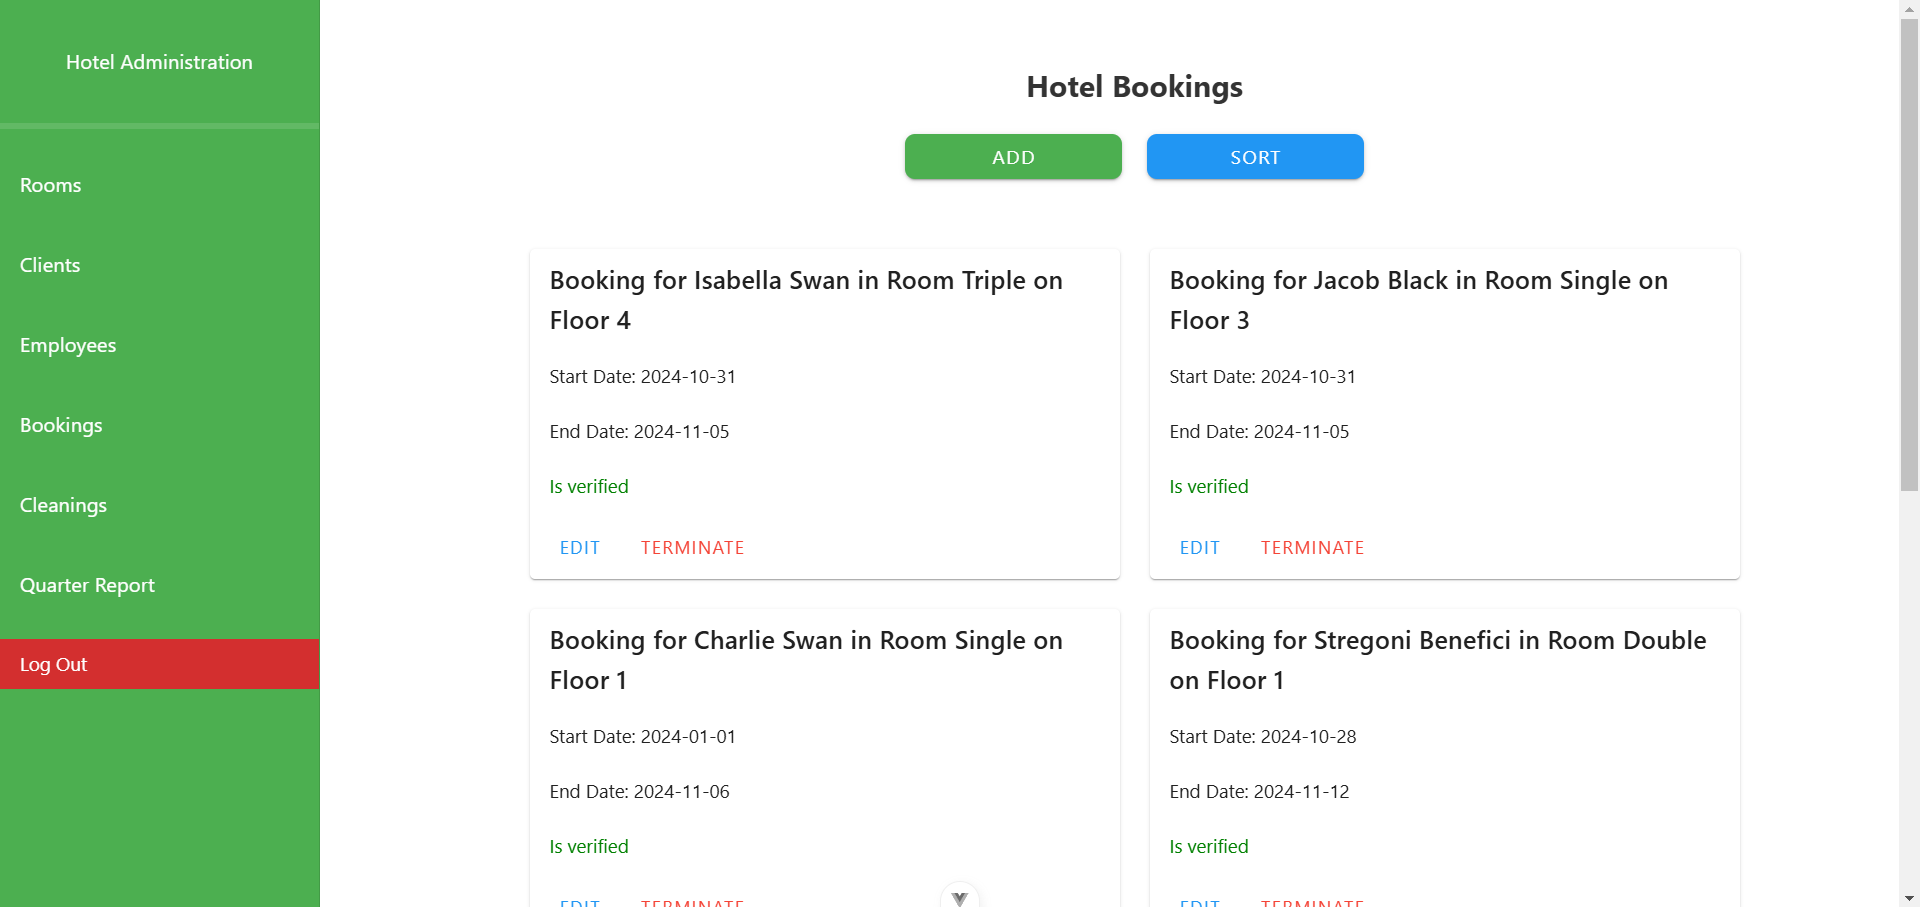 Hotel Administration
Rooms
Clients
Employees
Bookings
Cleanings
Quarter Report
Log Out
Hotel Bookings
ADD
SORT
Booking for Isabella Swan in Room Triple on
Floor 4
Start Date: 2024-10-31
End Date: 2024-11-05
Is verified
EDIT
TERMINATE
Booking for Jacob Black in Room Single on
Floor 3
Start Date: 2024-10-31
End Date: 2024-11-05
Is verified
EDIT
TERMINATE
Booking for Charlie Swan in Room Single on
Floor 1
Start Date: 2024-01-01
End Date: 2024-11-06
Is verified
EDIT
TERMINATE
Booking for Stregoni Benefici in Room Double
on Floor 1
Start Date: 2024-10-28
End Date: 2024-11-12
Is verified
EDIT
TERMINATE